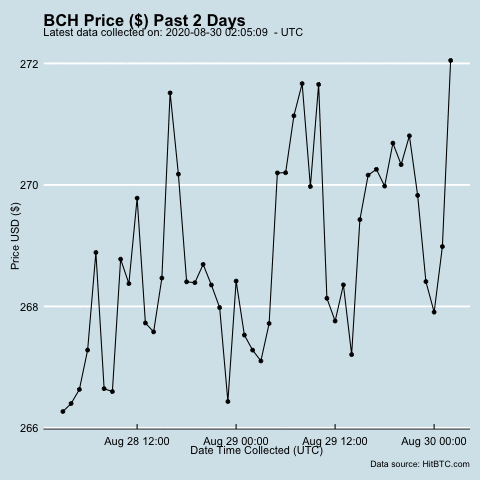 BCH Price ($) Past 2 Days
Latest data collected on: 2020-08-30 02:05:09 - UTC
272
270
268
266
Price USD ($)
Aug 28 12:00 Aug 29 00:00 Aug 29 12:00 Aug 30 00:00
Date Time Collected (UTC)
Data source: HitBTC.com